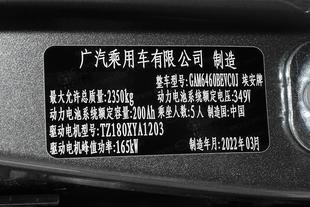 广汽乘用车有限公司 制造
整车型号:GAM6460BEVC0J 埃安牌
最大允许总质量:2350kg
动力电池系统额定电压:349V
动力电池系统额定容量:200Ah 乘坐人数:5人 制造国:中国
驱动电机型号:TZ180XYA1203
驱动电机峰值功率:165kW 制造年月:2022年03月